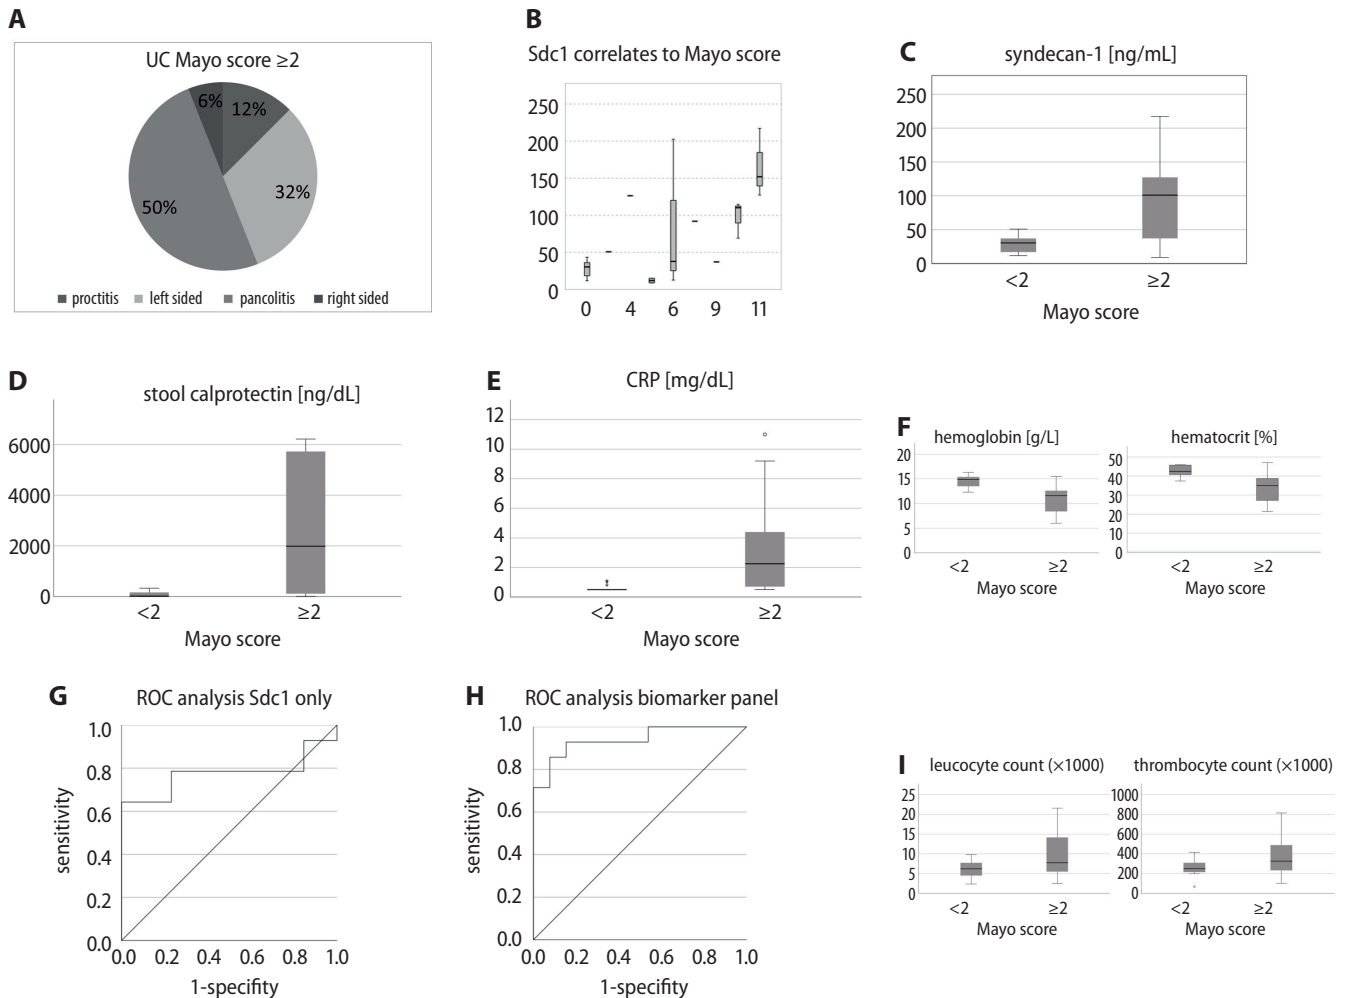 A
UC Mayo score ≥2
6% 12%
32%
50%
proctitis left sided pancolitis right sided
B
Sdc1 correlates to Mayo score
250
200
150
100
50
0
0 4 6 9 11
C
syndecan-1 [ng/mL]
250
200
150
100
50
0
<2 ≥2
Mayo score
D
stool calprotectin [ng/dL]
6000
4000
2000
0
<2 ≥2
Mayo score
E
CRP [mg/dL]
12
10
8
6
4
2
0
<2 ≥2
Mayo score
F
hemoglobin [g/L]
20
15
10
5
0
<2 ≥2
Mayo score
hematocrit [%]
50
40
30
20
10
0
<2 ≥2
Mayo score
G
ROC analysis Sdc1 only
1.0
0.8
0.6
0.4
0.2
0.0
sensitivity
0.0 0.2 0.4 0.6 0.8 1.0
1-specifity
H
ROC analysis biomarker panel
1.0
0.8
0.6
0.4
0.2
0.0
sensitivity
0.0 0.2 0.4 0.6 0.8 1.0
1-specifity
I
leucocyte count (×1000)
25
20
15
10
5
0
<2 ≥2
Mayo score
thrombocyte count (×1000)
1000
800
600
400
200
0
<2 ≥2
Mayo score